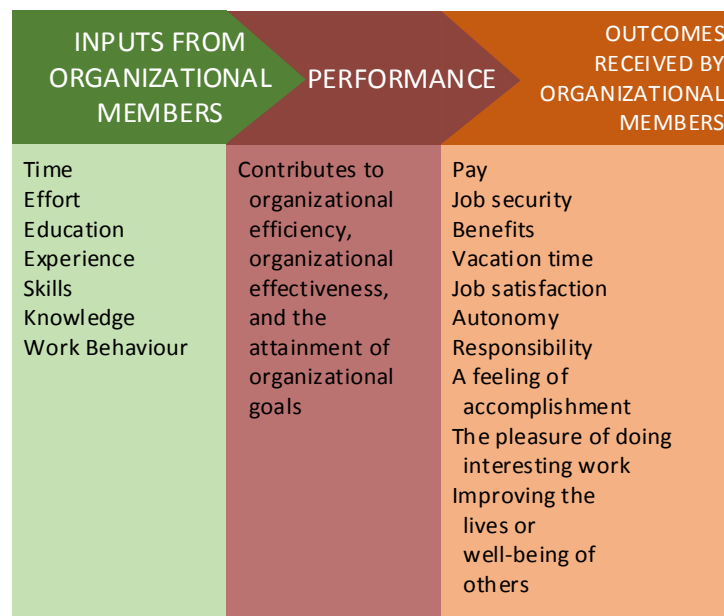 INPUTS FROM
ORGANIZATIONAL
MEMBERS
PERFORMANCE
OUTCOMES
RECEIVED BY
ORGANIZATIONAL
MEMBERS
Time
Effort
Education
Experience
Skills
Knowledge
Work Behaviour
Contributes to
organizational
efficiency,
organizational
effectiveness,
and the
attainment of
organizational
goals
Pay
Job security
Benefits
Vacation time
Job satisfaction
Autonomy
Responsibility
A feeling of
accomplishment
The pleasure of doing
interesting work
Improving the
lives or
well-being of
others